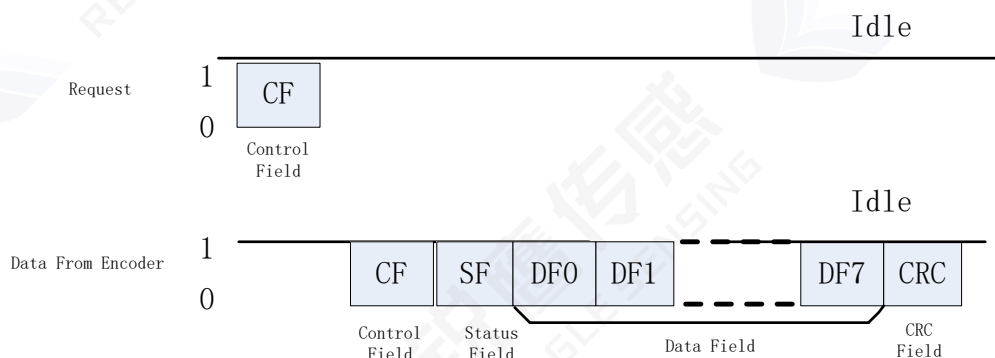 Idle
Request
1
CF
0
Control
Field
Idle
Data From Encoder
1
CF SF DF0 DF1 DF7 CRC
0
Control
Field
Status
Field
Data Field
CRC
Field